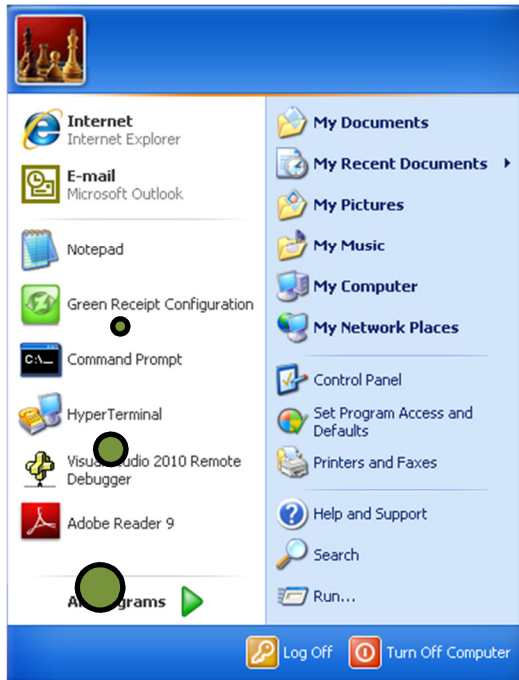 Internet
Internet Explorer
E-mail
Microsoft Outlook
Notepad
Green Receipt Configuration
C:\_
Command Prompt
HyperTerminal
2010 Remote
Debugger
Adobe Reader 9
My Documents
My Recent Documents
My Pictures
My Music
My Computer
My Network Places
Control Panel
Set Program Access and
Defaults
Printers and Faxes
Help and Support
Search
Run...
Log Off
Turn Off Computer